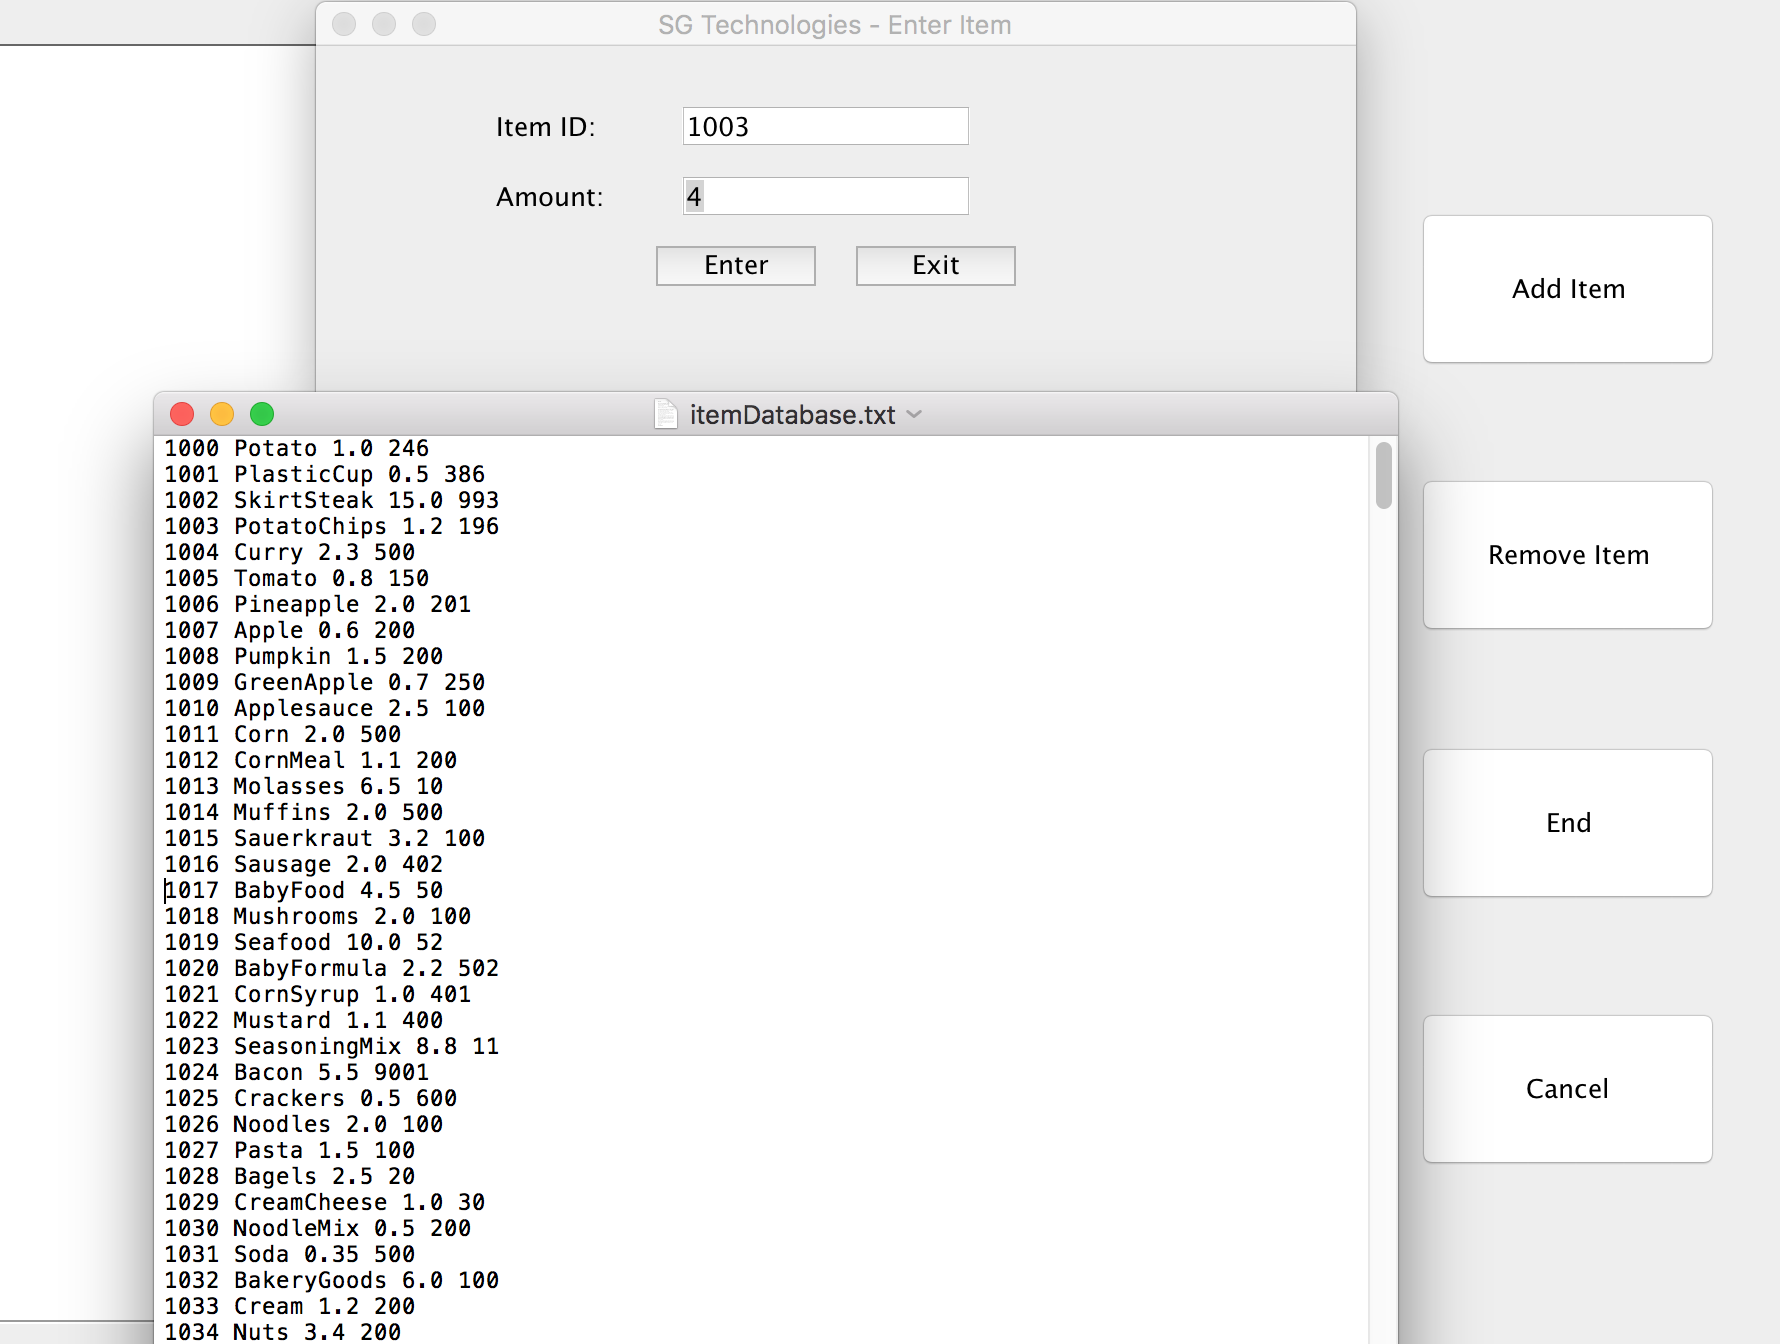 SG Technologies - Enter Item
Item ID: 1003
Amount: 4
Enter Exit
Add Item
Remove Item
End
Cancel
itemDatabase.txt
1000 Potato 1.0 246
1001 PlasticCup 0.5 386
1002 SkirtSteak 15.0 993
1003 PotatoChips 1.2 196
1004 Curry 2.3 500
1005 Tomato 0.8 150
1006 Pineapple 2.0 201
1007 Apple 0.6 200
1008 Pumpkin 1.5 200
1009 GreenApple 0.7 250
1010 Applesauce 2.5 100
1011 Corn 2.0 500
1012 CornMeal 1.1 200
1013 Molasses 6.5 10
1014 Muffins 2.0 500
1015 Sauerkraut 3.2 100
1016 Sausage 2.0 402
1017 BabyFood 4.5 50
1018 Mushrooms 2.0 100
1019 Seafood 10.0 52
1020 BabyFormula 2.2 502
1021 CornSyrup 1.0 401
1022 Mustard 1.1 400
1023 SeasoningMix 8.8 11
1024 Bacon 5.5 9001
1025 Crackers 0.5 600
1026 Noodles 2.0 100
1027 Pasta 1.5 100
1028 Bagels 2.5 20
1029 CreamCheese 1.0 30
1030 NoodleMix 0.5 200
1031 Soda 0.35 500
1032 BakeryGoods 6.0 100
1033 Cream 1.2 200
1034 Nuts 3.4 200